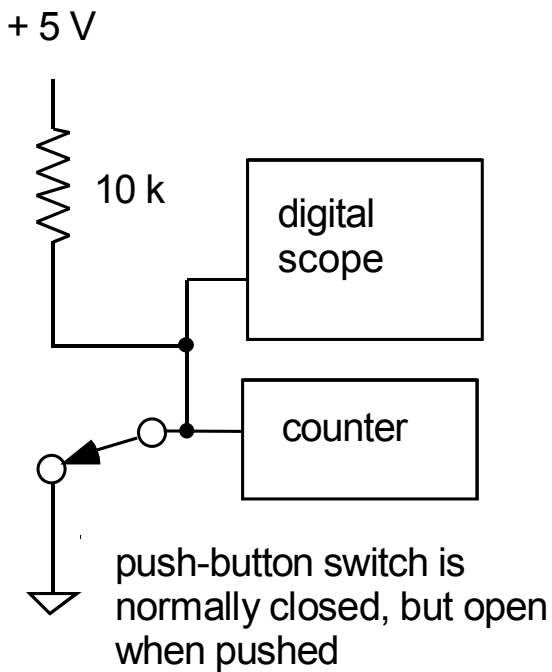 + 5 V
10 k
digital
scope
counter
push-button switch is
normally closed, but open
when pushed